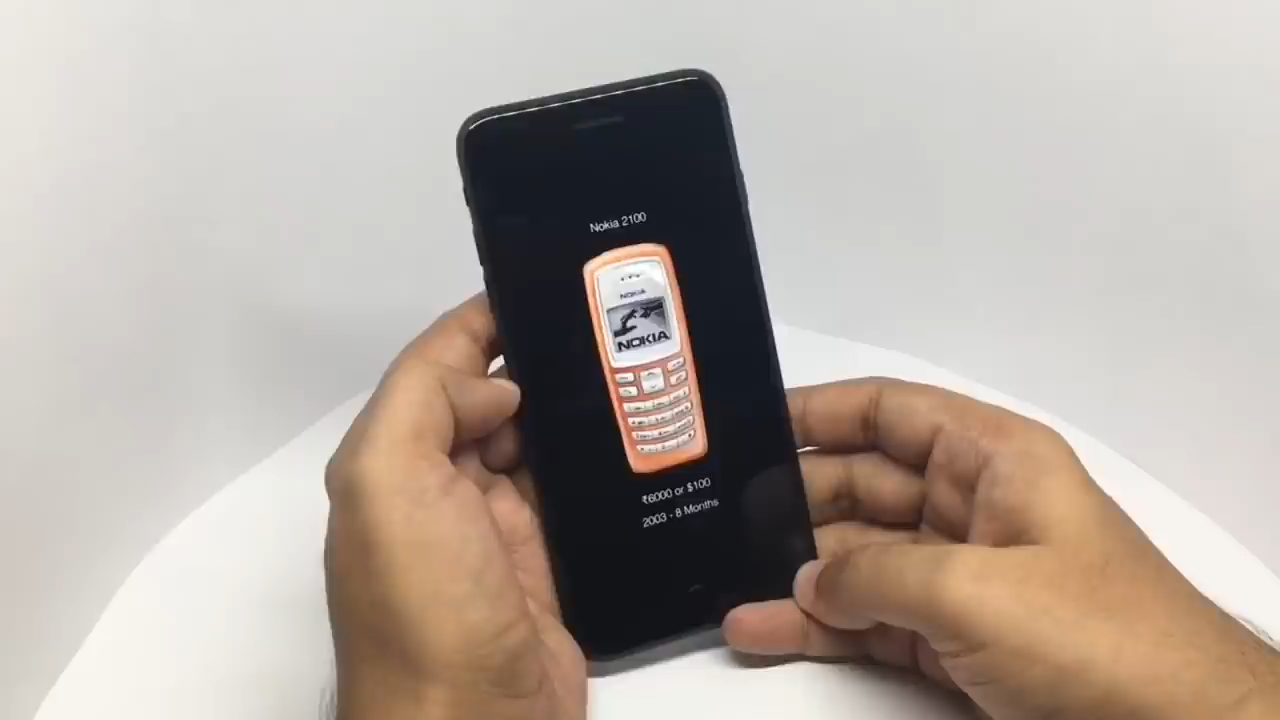 Nokia 2100
NOKIA
NOKIA
₹6000 or $100
2003 - 8 Months